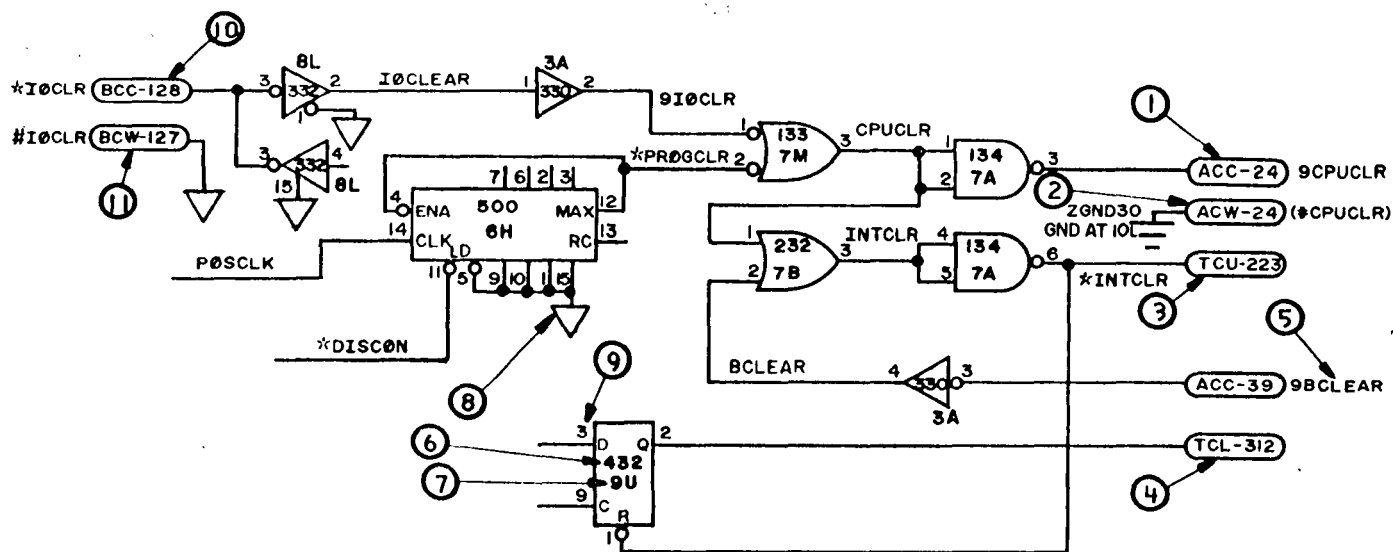 10
8L
3A
*IØCLR BCC-128
3 332 2
IØCLEAR
1 330 2
9IØCLR
1
#IØCLR BCW-127
1
3 332 4
15
8L
11
*PRØGCLR
1
2
133
7M
3
CPUCLR
1
2
134
7A
3
ACC-24 9CPUCLR
2
ACW-24 (#CPUCLR)
ZGND30
GND AT 10L
7 6 2 3
4
ENA 500 MAX 12
14
CLK 6H RC 13
PØSCLK
11 LD
5
9 10 1 15
1
2
232
7B
3
INTCLR
4
5
134
7A
6
TCU-223
*INTCLR
3
5
*DISCØN
8
BCLEAR
4 330 3
3A
ACC-39 9BCLEAR
9
3
D Q 2
6
432
7
9U
9
C
R
1
TCL-312
4